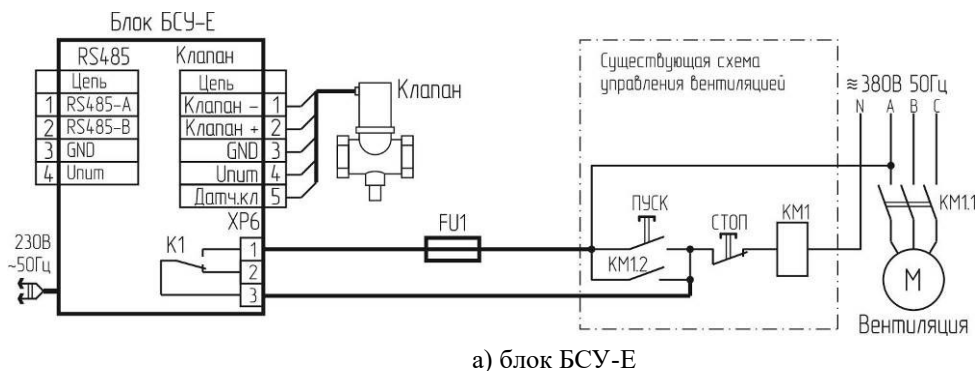 Блок БСУ-Е
RS485
Цепь
1 RS485-А
2 RS485-В
3 GND
4 Uпит
Клапан
Цепь
Клапан – 1
Клапан + 2
GND 3
Uпит 4
Датч.кл 5
Клапан
XP6
1
2
3
K1
230В
~50Гц
FU1
Существующая схема
управления вентиляцией
ПУСК
КМ1.2
СТОП
КМ1
≂ 380В 50Гц
N A B C
КМ1.1
М
Вентиляция
а) блок БСУ-Е